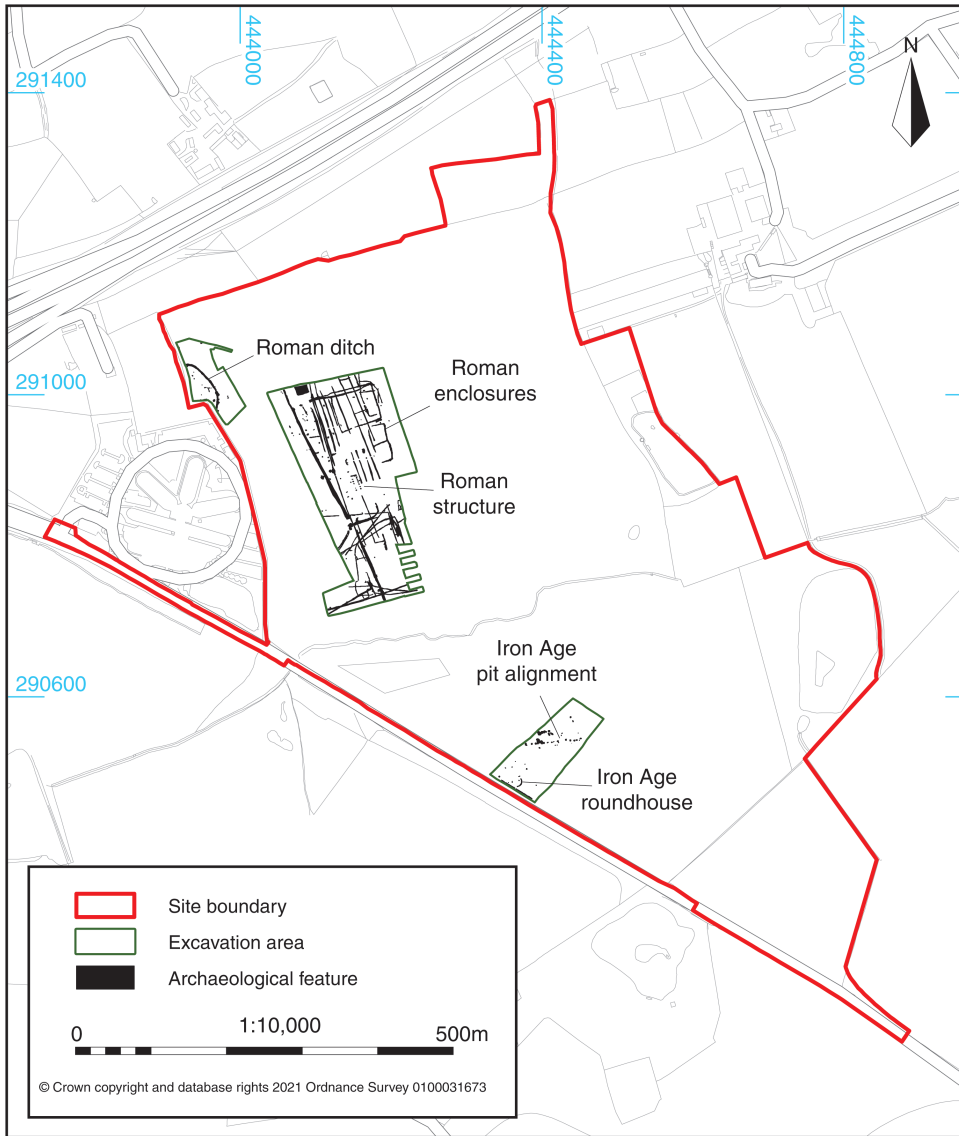 444000
444400
444800
291400
N
Roman ditch
291000
Roman
enclosures
Roman
structure
Iron Age
pit alignment
290600
Iron Age
roundhouse
Site boundary
Excavation area
Archaeological feature
0
1:10,000
500m
© Crown copyright and database rights 2021 Ordnance Survey 0100031673